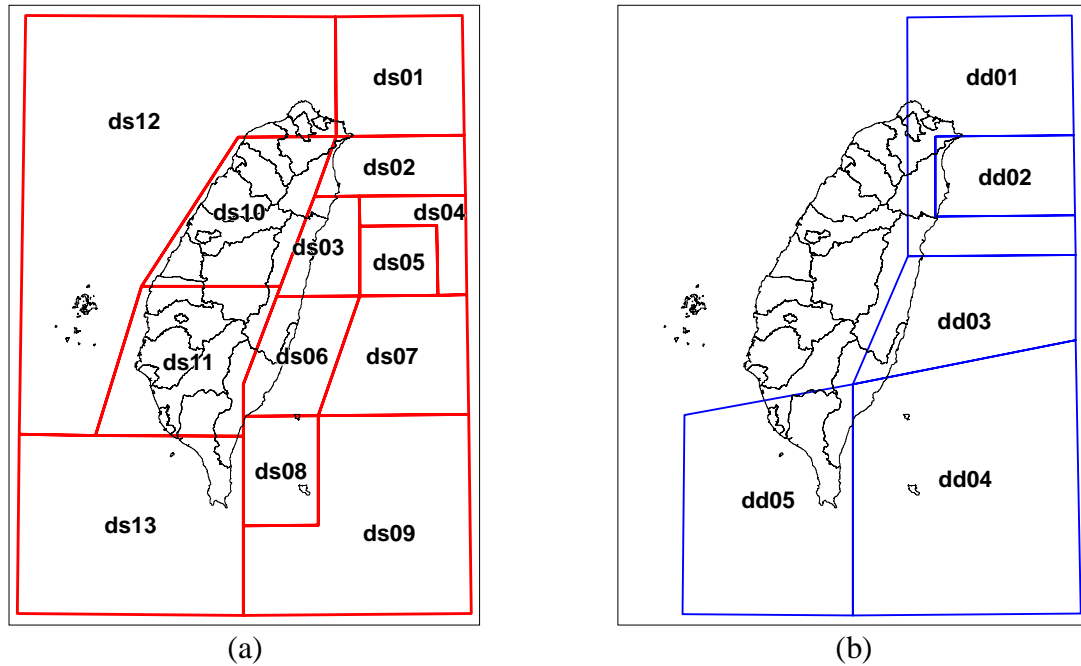 ds01
ds12
ds02
ds10
ds04
ds03
ds05
ds06
ds07
ds11
ds08
ds13
ds09
(a)
dd01
dd02
dd03
dd04
dd05
(b)